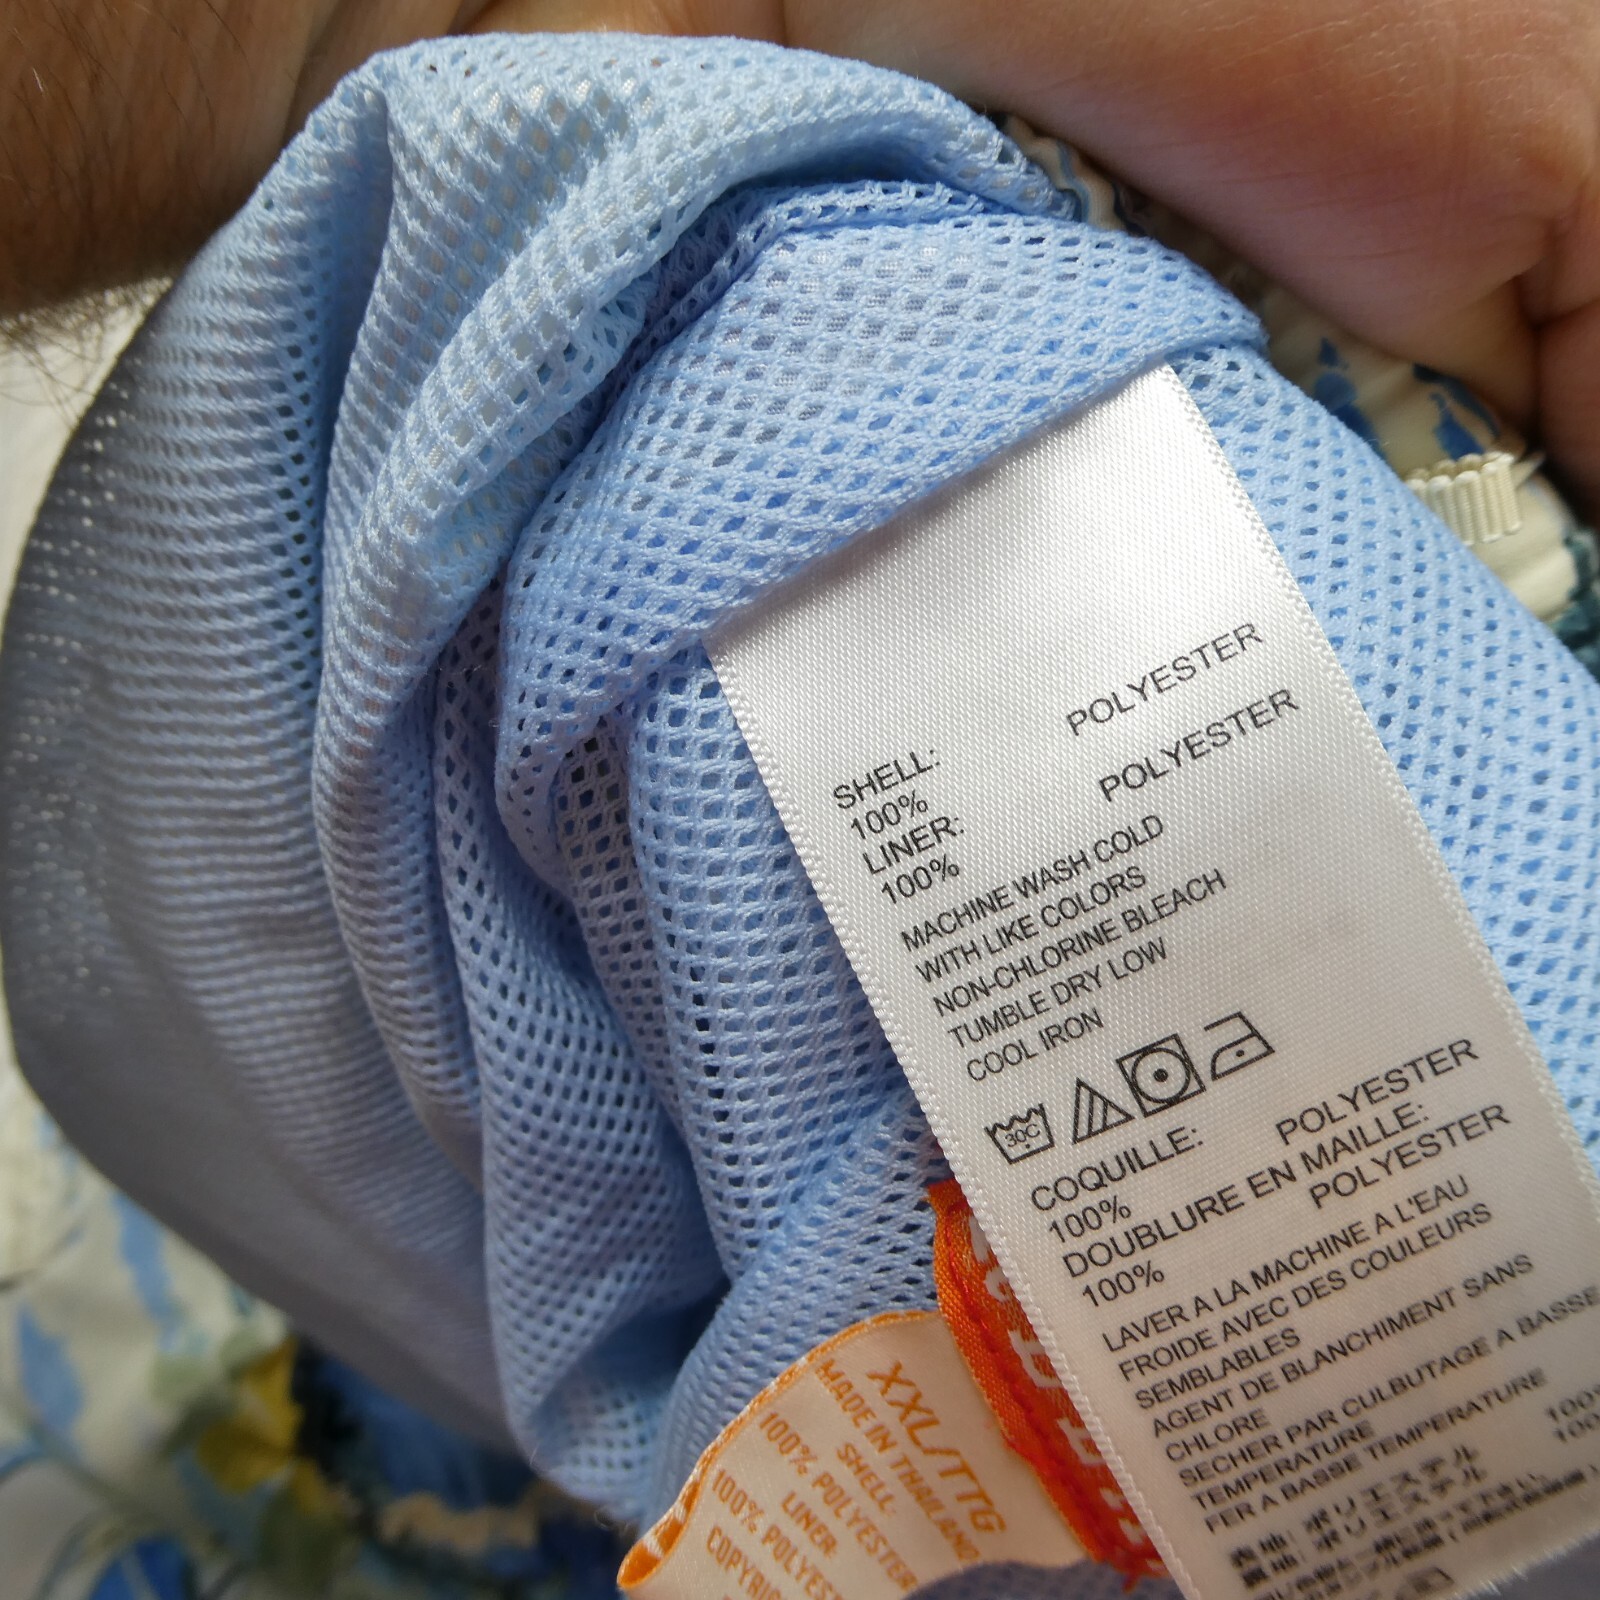 POLYESTER
SHELL:
100%
POLYESTER
LINER:
100%
MACHINE WASH COLD
WITH LIKE COLORS
NON-CHLORINE BLEACH
TUMBLE DRY LOW
COOL IRON
30C
POLYESTER
COQUILLE:
100%
DOUBLURE EN MAILLE:
POLYESTER
100%
LAVER A LA MACHINE A L'EAU
FROIDE AVEC DES COULEURS
SEMBLABLES
AGENT DE BLANCHIMENT SANS
CHLORE
SECHER PAR CULBUTAGE A BASSE
TEMPERATURE
FER A BASSE TEMPERATURE
ポリエステル
ポリエステル
XXL/TTG
MADE IN THAILAND
SHELL:
100% POLYESTER
LINER:
100%